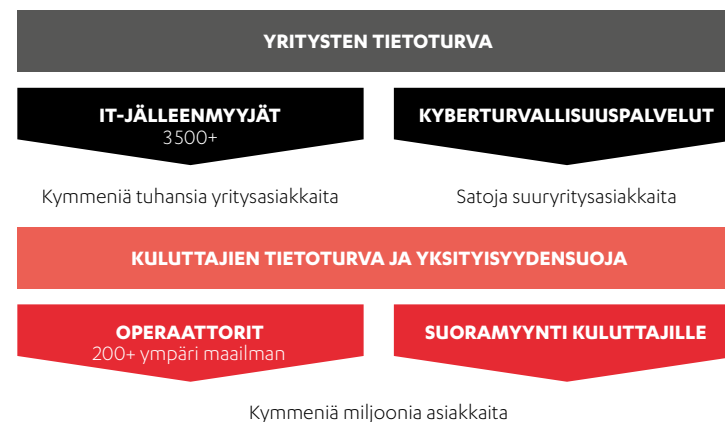 YRITYSTEN TIETOTURVA
IT-JÄLLEENMYYJÄT
3500+
KYBERTURVALLISUUSPALVELUT
Kymmeniä tuhansia yritysasiakkaita
Satoja suuryritysasiakkaita
KULUTTAJIEN TIETOTURVA JA YKSITYISYYDENSUOJA
OPERAATTORIT
200+ ympäri maailman
SUORAMYYNTI KULUTTAJILLE
Kymmeniä miljoonia asiakkaita